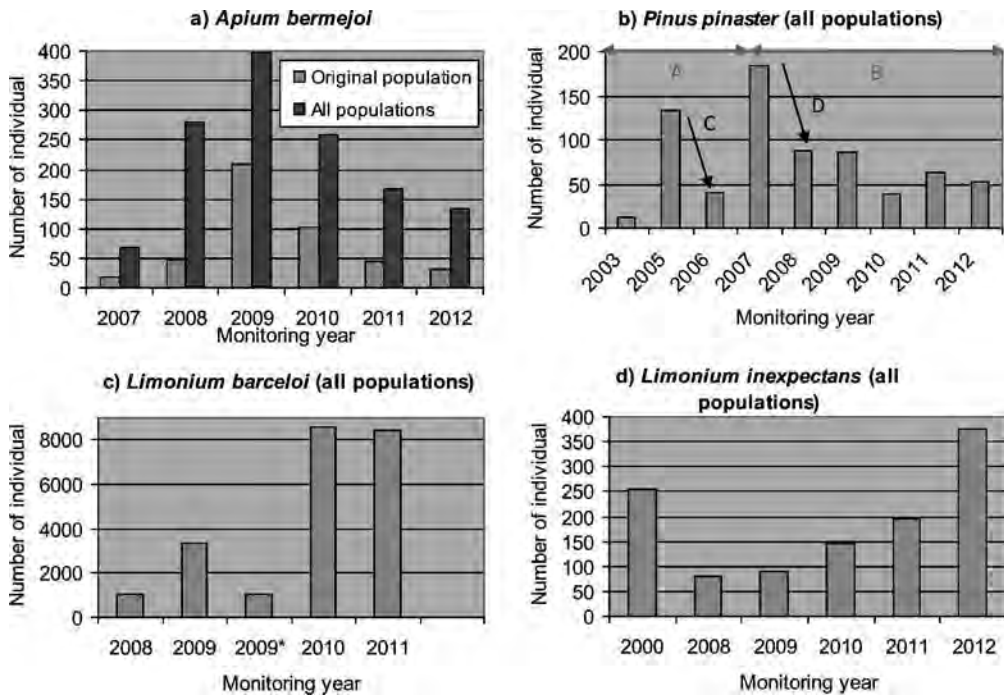 a) Apium bermejoi
Number of individual
400
350
300
250
200
150
100
50
0
Original population
All populations
2007 2008 2009 2010 2011 2012
Monitoring year
b) Pinus pinaster (all populations)
Number of individual
200
150
100
50
0
A B
C D
2003 2005 2006 2007 2008 2009 2010 2011 2012
Monitoring year
c) Limonium barceloi (all populations)
Number of individual
8000
6000
4000
2000
0
2008 2009 2009* 2010 2011
Monitoring year
d) Limonium inexpectans (all
populations)
Number of individual
400
350
300
250
200
150
100
50
0
2000 2008 2009 2010 2011 2012
Monitoring year